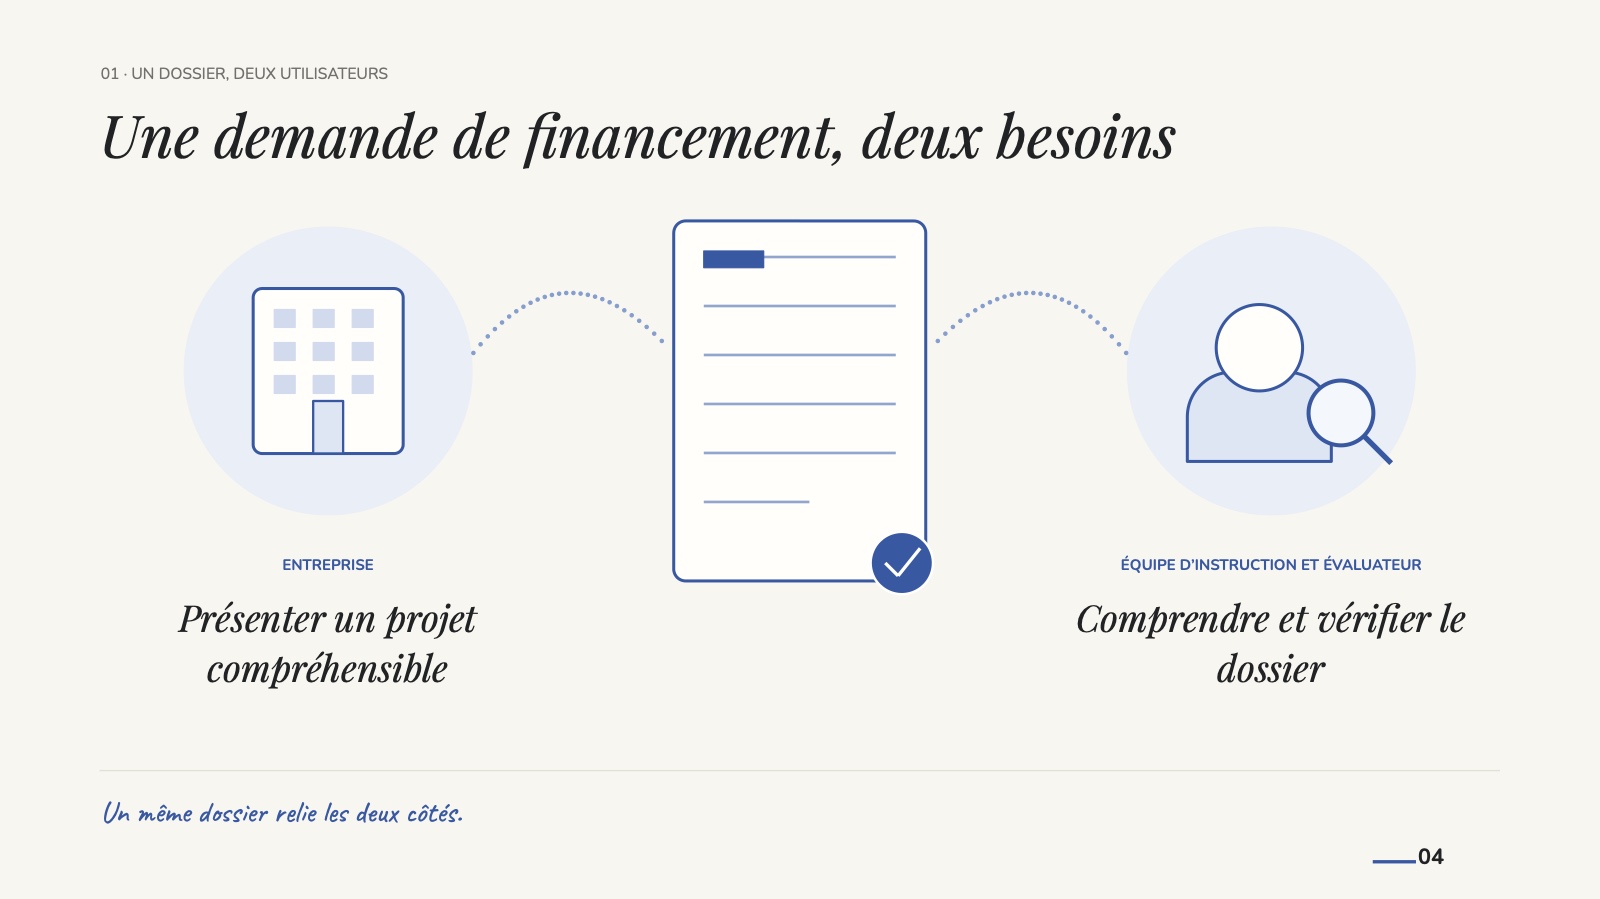 01 · UN DOSSIER, DEUX UTILISATEURS
Une demande de financement, deux besoins
ENTREPRISE
Présenter un projet
compréhensible
ÉQUIPE D'INSTRUCTION ET ÉVALUATEUR
Comprendre et vérifier le
dossier
Un même dossier relie les deux côtés.
04